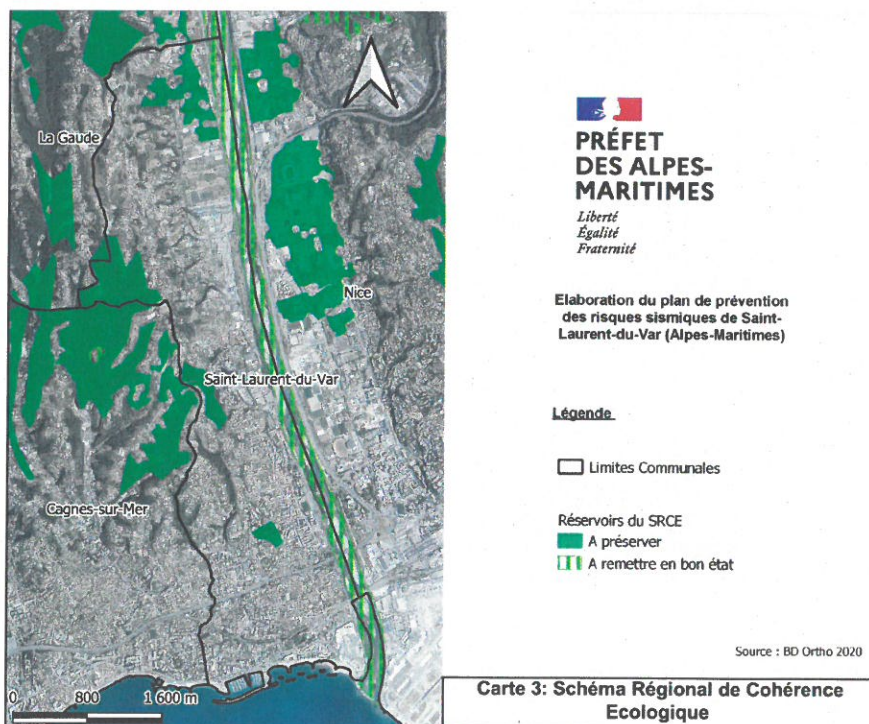 La Gaude
Nice
Saint-Laurent-du-Var
Cagnes-sur-Mer
0 800 1 600 m
PRÉFET
DES ALPES-
MARITIMES
Liberté
Égalité
Fraternité
Elaboration du plan de prévention
des risques sismiques de Saint-
Laurent-du-Var (Alpes-Maritimes)
Légende
Limites Communales
Réservoirs du SRCE
A préserver
A remettre en bon état
Source : BD Ortho 2020
Carte 3: Schéma Régional de Cohérence
Ecologique